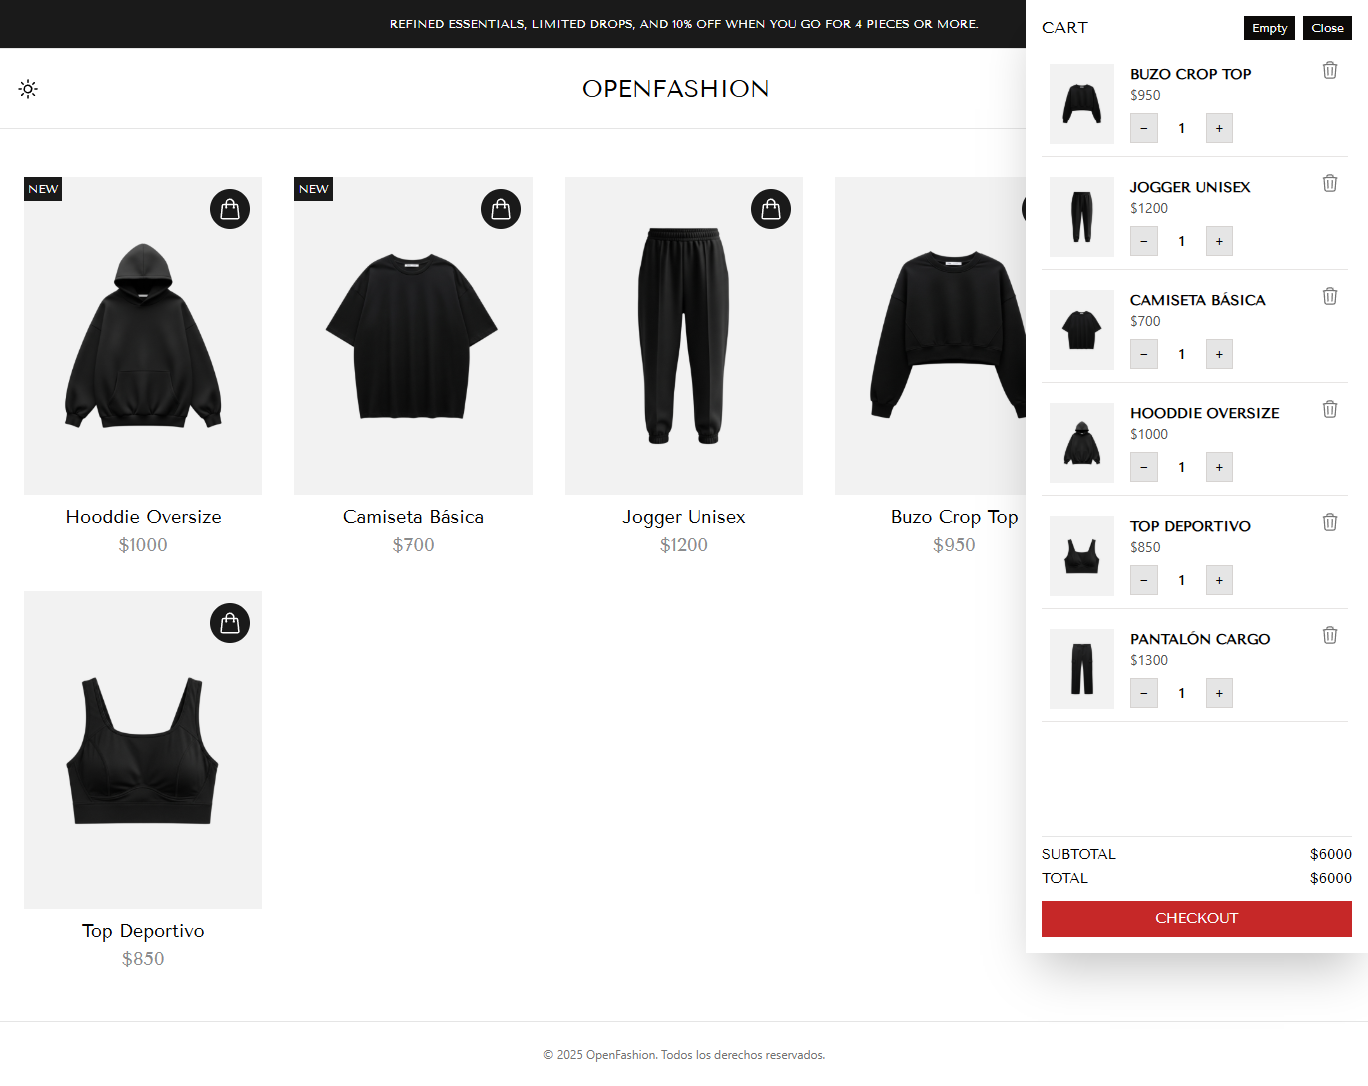 REFINED ESSENTIALS, LIMITED DROPS, AND 10% OFF WHEN YOU GO FOR 4 PIECES OR MORE.
OPENFASHION
NEW
Hooddie Oversize
$1000
NEW
Camiseta Básica
$700
Jogger Unisex
$1200
Buzo Crop Top
$950
Top Deportivo
$850
CART
Empty
Close
BUZO CROP TOP
$950
− 1 +
JOGGER UNISEX
$1200
− 1 +
CAMISETA BÁSICA
$700
− 1 +
HOODDIE OVERSIZE
$1000
− 1 +
TOP DEPORTIVO
$850
− 1 +
PANTALÓN CARGO
$1300
− 1 +
SUBTOTAL $6000
TOTAL $6000
CHECKOUT
© 2025 OpenFashion. Todos los derechos reservados.